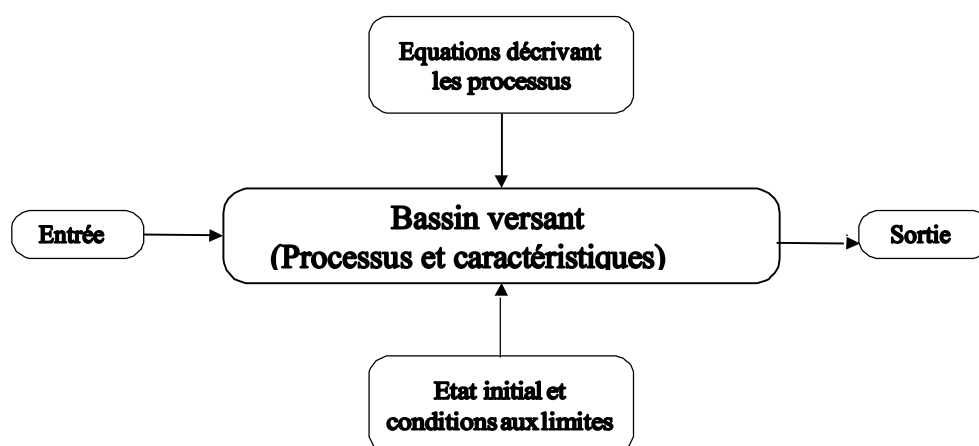 Equations décrivant
les processus
Entrée
Bassin versant
(Processus et caractéristiques)
Sortie
Etat initial et
conditions aux limites